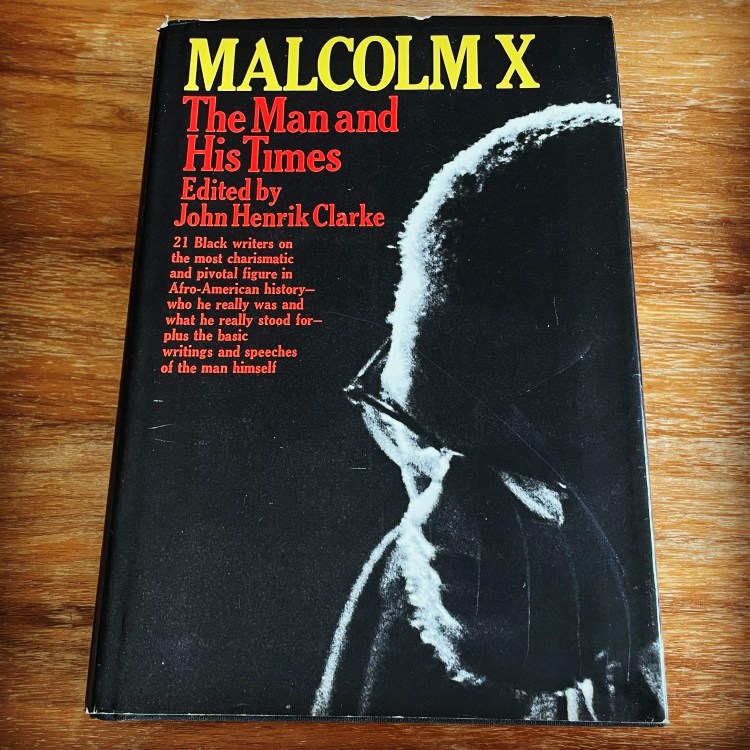 MALCOLM X
The Man and
His Times
Edited by
John Henrik Clarke
21 Black writers on
the most charismatic
and pivotal figure in
Afro-American history—
who he really was and
what he really stood for—
plus the basic
writings and speeches
of the man himself